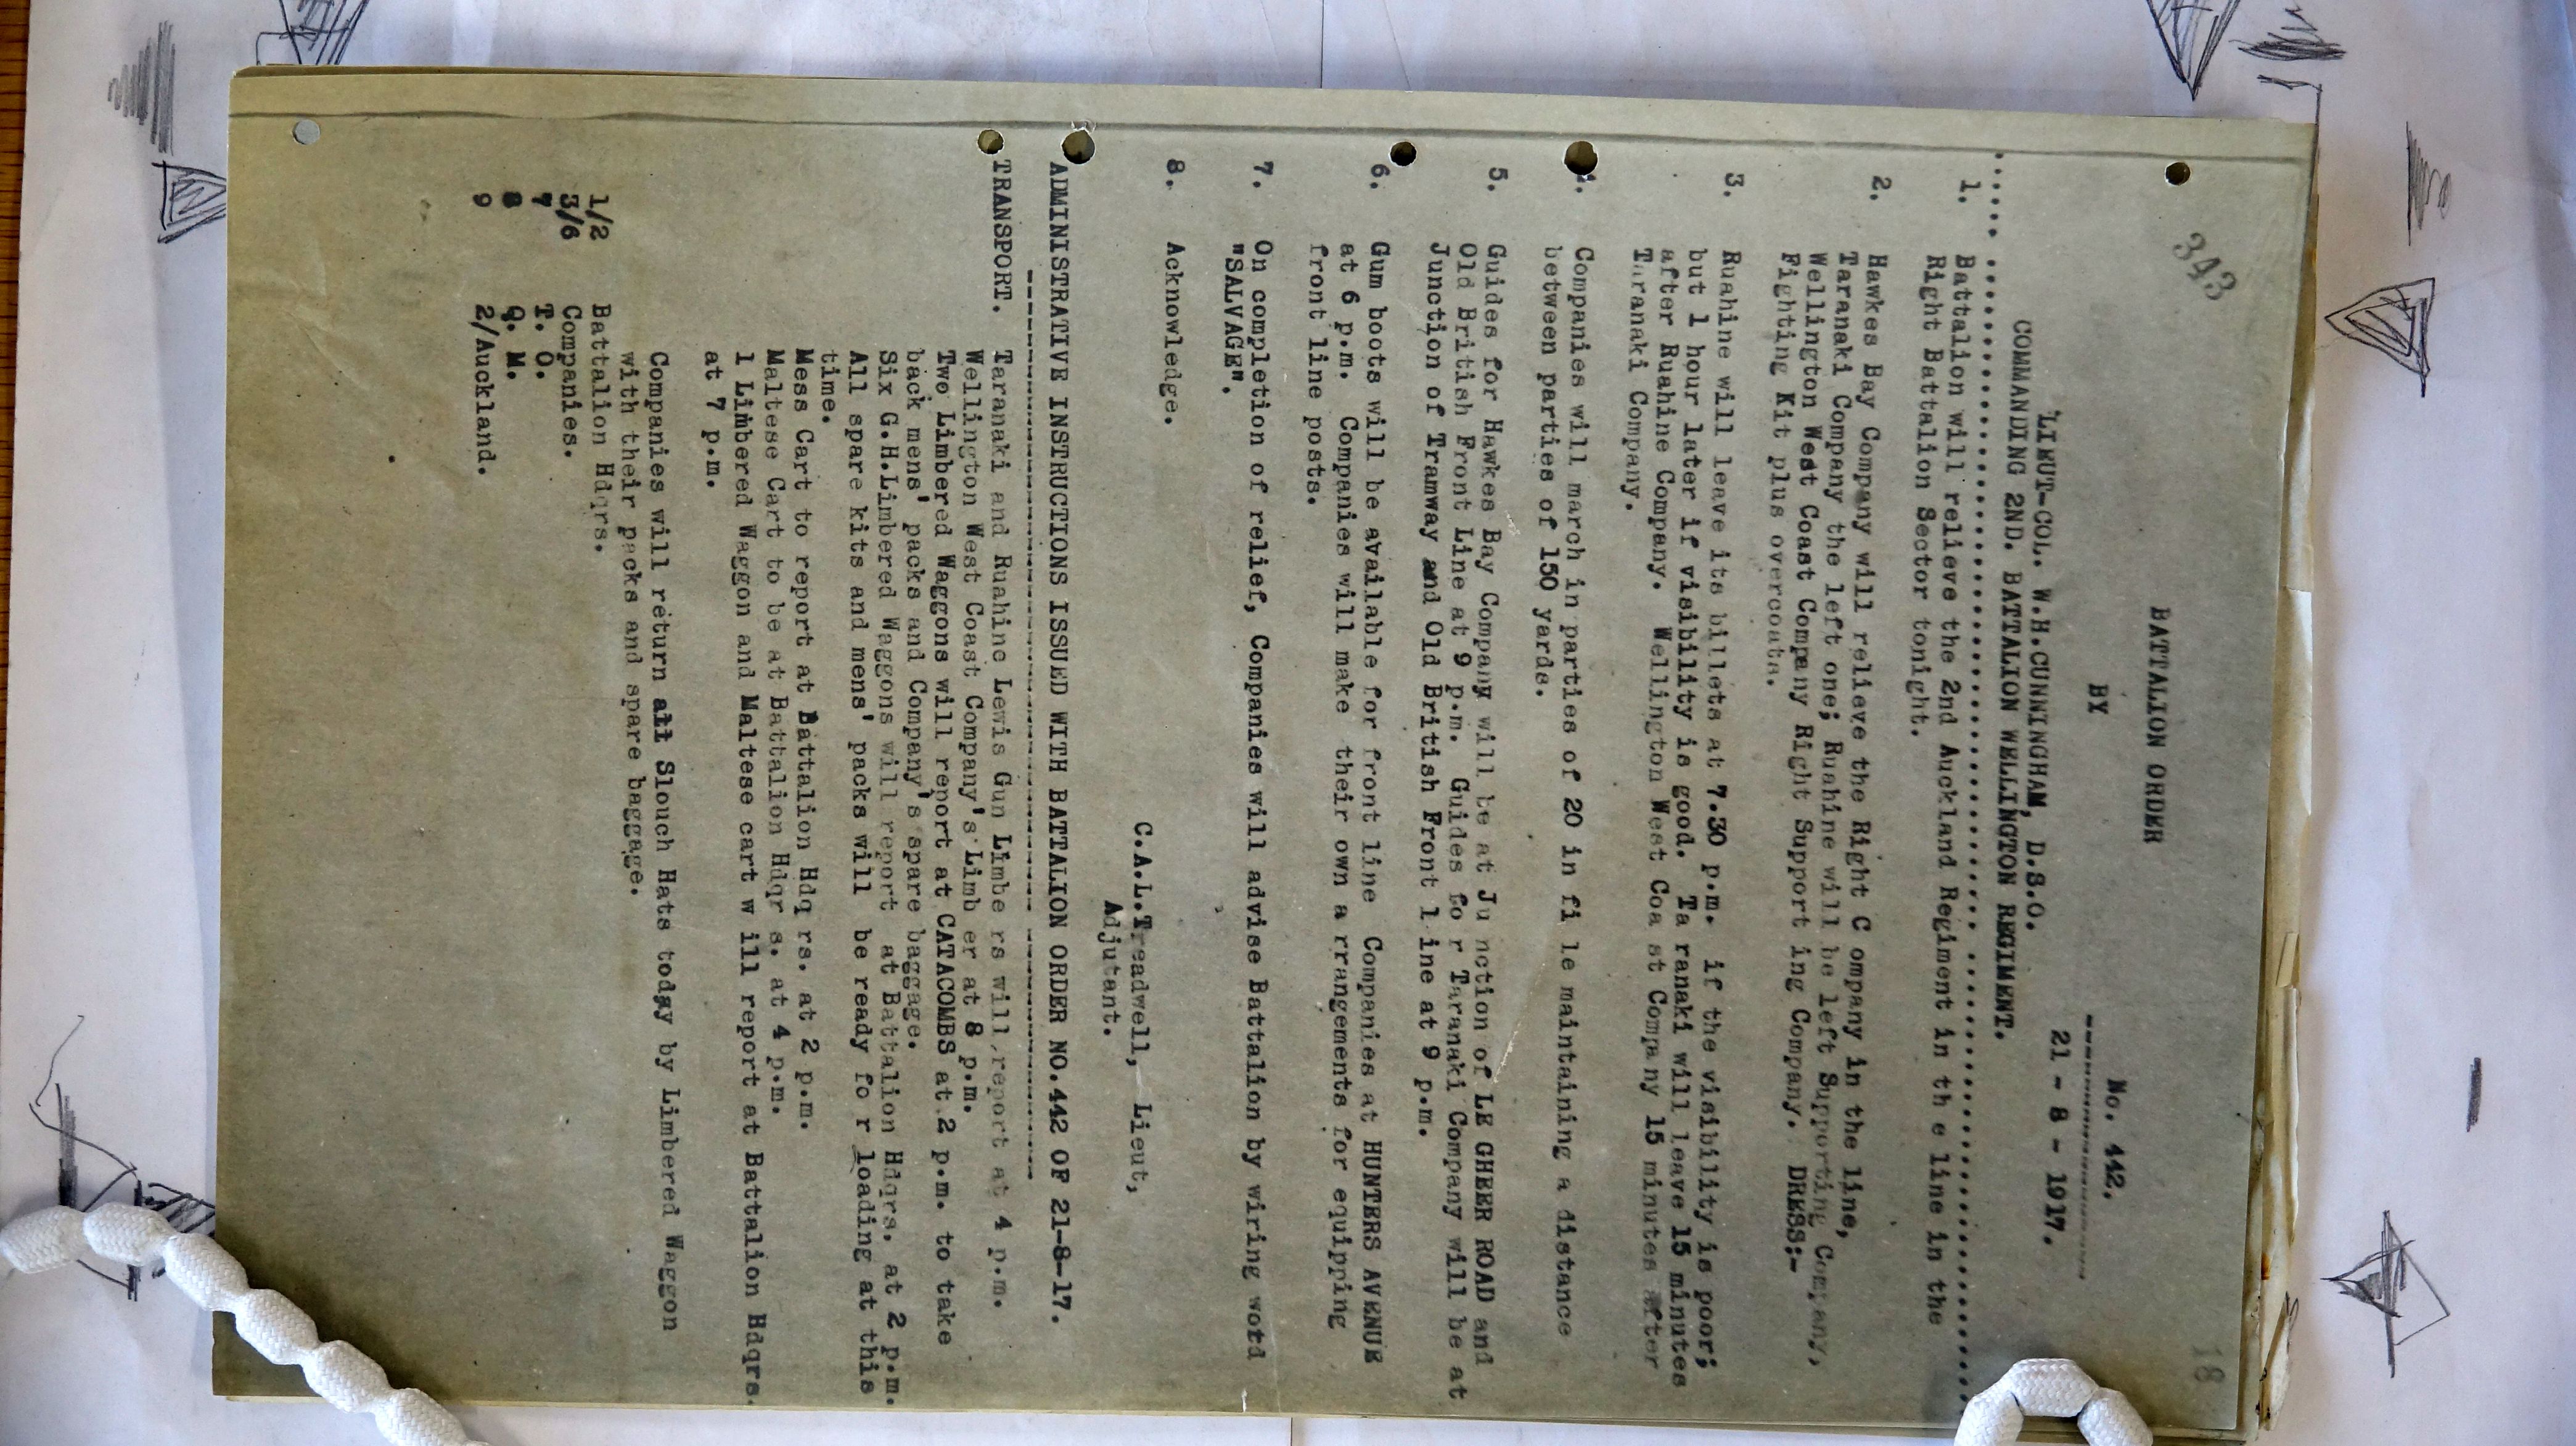 343
18
BATTALION ORDER
No. 442.
BY
21 - 8 - 1917.
LIEUT-COL. W.H.CUNNINGHAM, D.S.O.
COMMANDING 2ND. BATTALION WELLINGTON REGIMENT.
1. Battalion will relieve the 2nd Auckland Regiment in th e line in the
Right Battalion Sector tonight.
2. Hawkes Bay Company will relieve the Right C ompany in the line,
Taranaki Company the left one; Ruahine will be left Supporting Company,
Wellington West Coast Company Right Support ing Company. DRESS:-
Fighting Kit plus overcoats.
3. Ruahine will leave its billets at 7.30 p.m. if the visibility is poor;
but 1 hour later if visibility is good. Ta ranaki will leave 15 minutes
after Ruahine Company. Wellington West Coa st Company 15 minutes after
Taranaki Company.
4. Companies will march in parties of 20 in fi le maintaining a distance
between parties of 150 yards.
5. Guides for Hawkes Bay Company will be at Ju nction of LE GHEER ROAD and
Old British Front Line at 9 p.m. Guides fo r Taranaki Company will be at
Junction of Tramway and Old British Front l ine at 9 p.m.
6. Gum boots will be available for front line Companies at HUNTERS AVENUE
at 6 p.m. Companies will make their own a rrangements for equipping
front line posts.
7. On completion of relief, Companies will advise Battalion by wiring word
"SALVAGE".
8. Acknowledge.
C.A.L.Treadwell, Lieut,
Adjutant.
ADMINISTRATIVE INSTRUCTIONS ISSUED WITH BATTALION ORDER NO.442 OF 21-8-17.
TRANSPORT. Taranaki and Ruahine Lewis Gun Limbe rs will report at 4 p.m.
Wellington West Coast Company's Limb er at 8 p.m.
Two Limbered Waggons will report at CATACOMBS at 2 p.m. to take
back mens' packs and Company's spare baggage.
Six G.H.Limbered Waggons will report at Battalion Hdqrs. at 2 p.m.
All spare kits and mens' packs will be ready fo r loading at this
time.
Mess Cart to report at Battalion Hdq rs. at 2 p.m.
Maltese Cart to be at Battalion Hdqr s. at 4 p.m.
1 Limbered Waggon and Maltese cart w ill report at Battalion Hdqrs.
at 7 p.m.
Companies will return all Slouch Hats today by Limbered Waggon
with their packs and spare baggage.
1/2 Battalion Hdqrs.
3/6 Companies.
7 T. O.
8 Q. M.
9 2/Auckland.